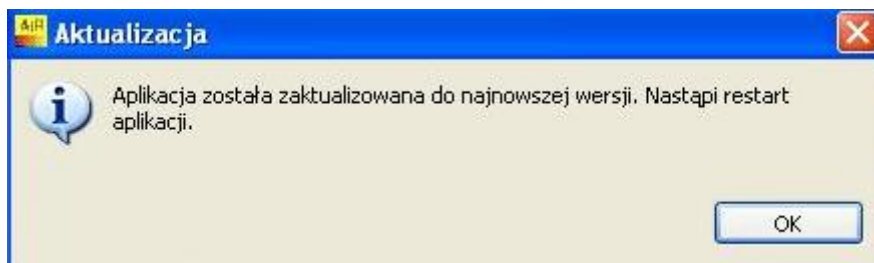 Aktualizacja
Aplikacja została zaktualizowana do najnowszej wersji. Nastąpi restart
aplikacji.
OK